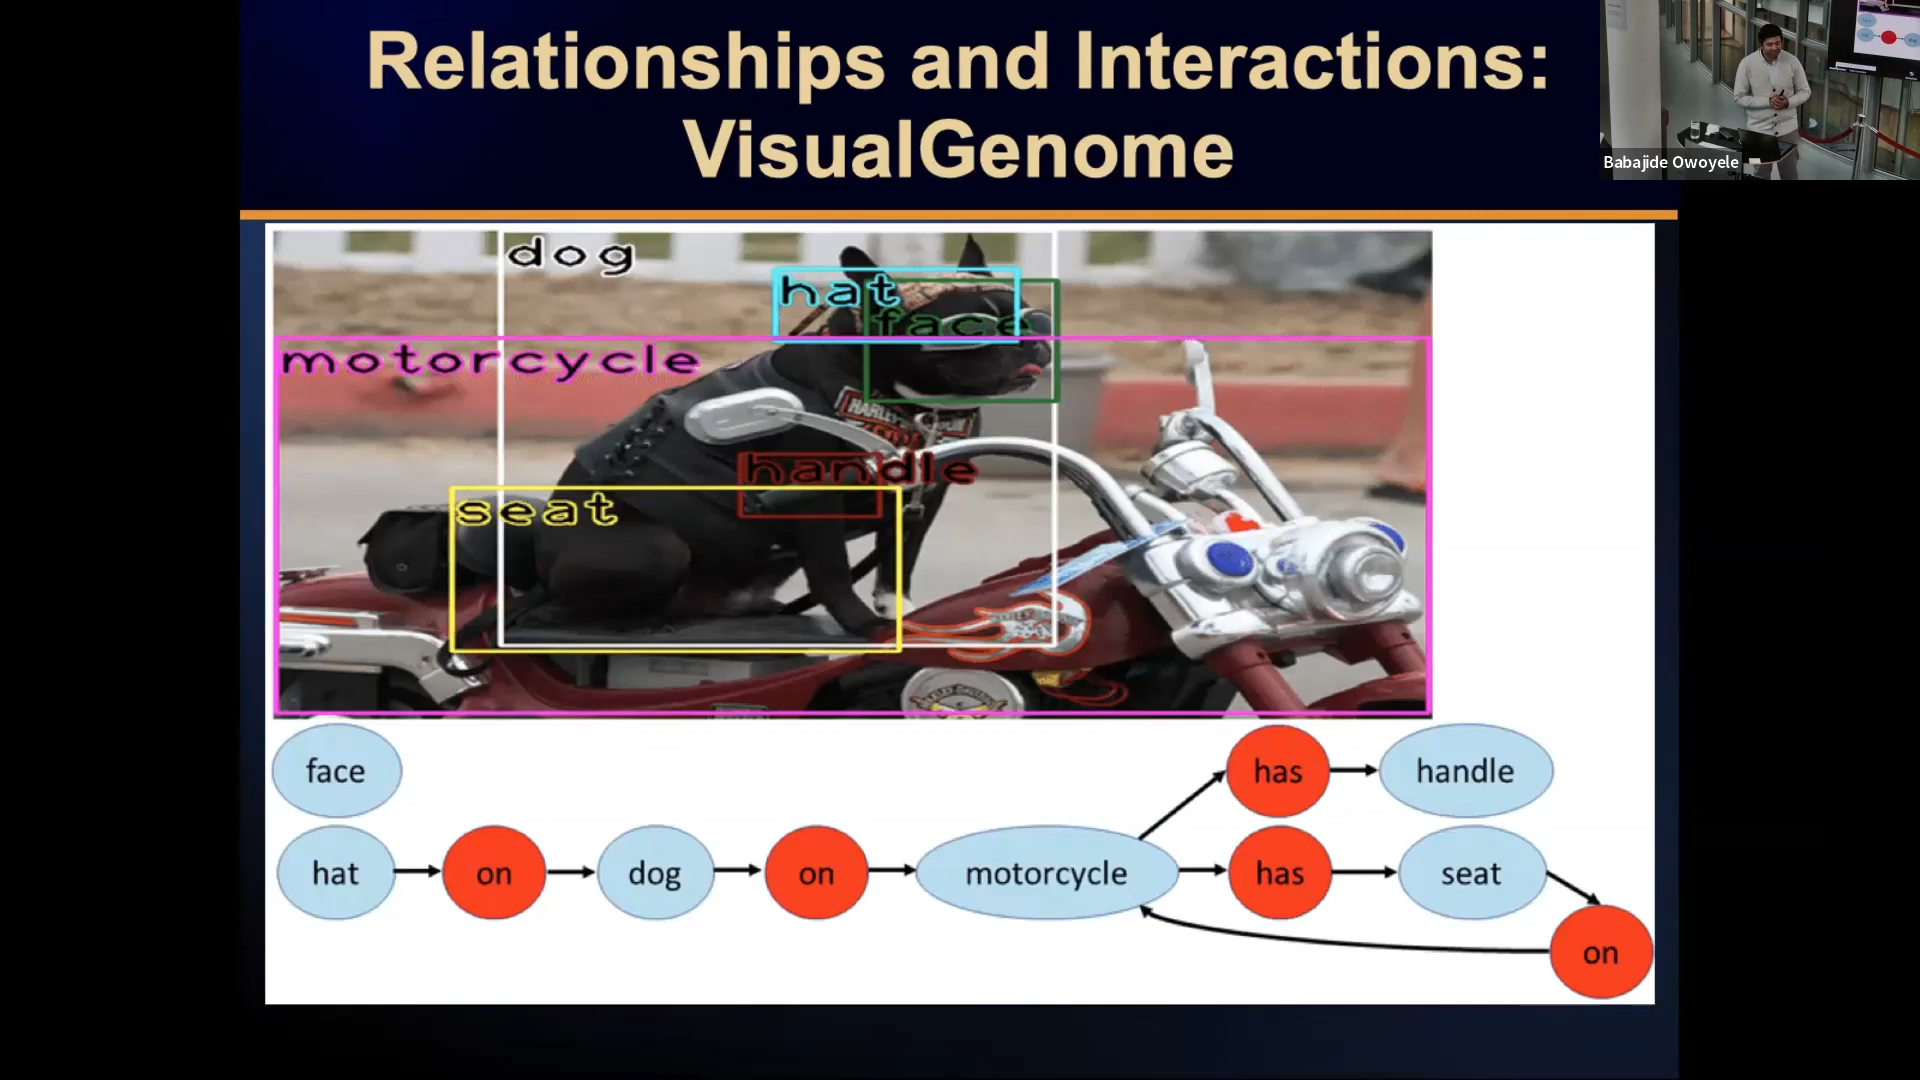 Relationships and Interactions:
VisualGenome
Babajide Owoyele
dog
hat
face
motorcycle
HARLEY
handle
seat
face
has
handle
hat
on
dog
on
motorcycle
has
seat
on